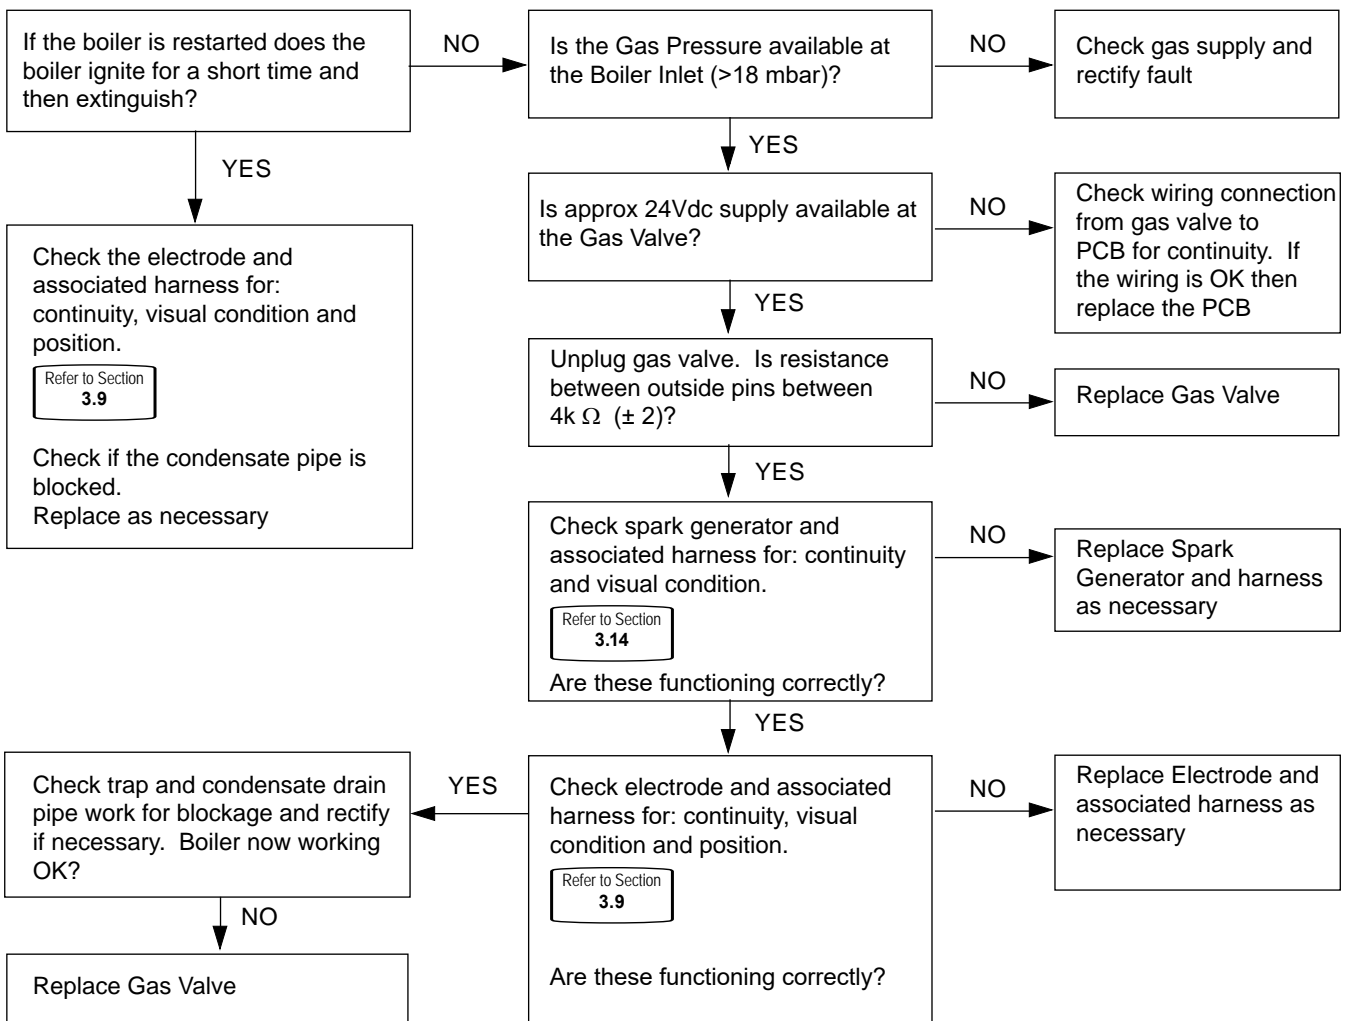 If the boiler is restarted does the
boiler ignite for a short time and
then extinguish?
NO
Is the Gas Pressure available at
the Boiler Inlet (>18 mbar)?
NO
Check gas supply and
rectify fault
YES
YES
Check the electrode and
associated harness for:
continuity, visual condition and
position.
Refer to Section
3.9
Check if the condensate pipe is
blocked.
Replace as necessary
Is approx 24Vdc supply available at
the Gas Valve?
NO
Check wiring connection
from gas valve to
PCB for continuity.  If
the wiring is OK then
replace the PCB
YES
Unplug gas valve.  Is resistance
between outside pins between
4k Ω  (± 2)?
NO
Replace Gas Valve
YES
Check spark generator and
associated harness for: continuity
and visual condition.
Refer to Section
3.14
Are these functioning correctly?
NO
Replace Spark
Generator and harness
as necessary
YES
Check electrode and associated
harness for: continuity, visual
condition and position.
Refer to Section
3.9
Are these functioning correctly?
NO
Replace Electrode and
associated harness as
necessary
YES
Check trap and condensate drain
pipe work for blockage and rectify
if necessary.  Boiler now working
OK?
NO
Replace Gas Valve